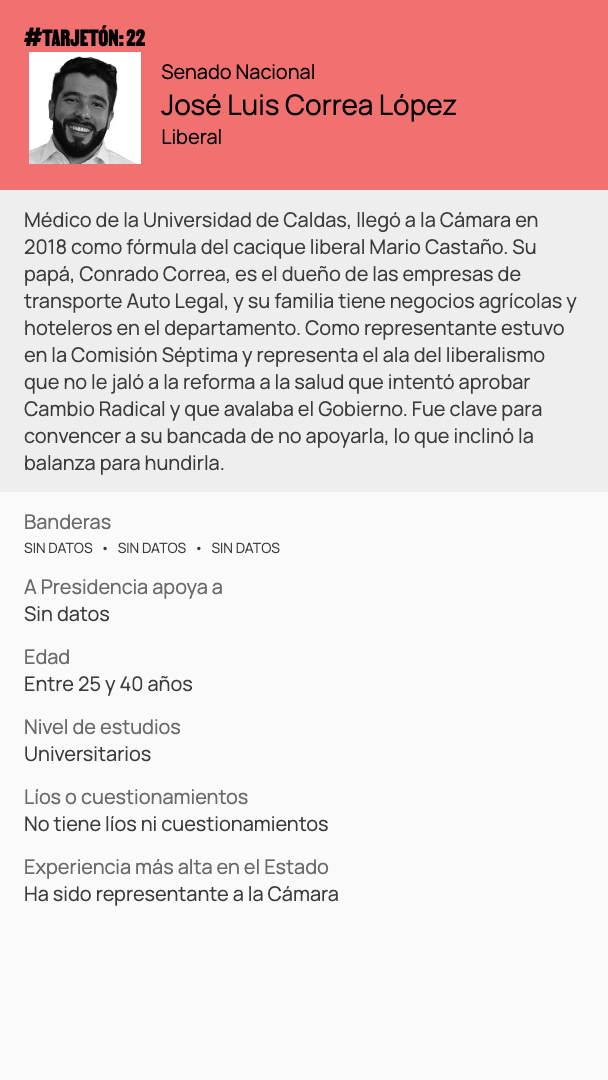 #TARJETÓN: 22
Senado Nacional
José Luis Correa López
Liberal
Médico de la Universidad de Caldas, llegó a la Cámara en
2018 como fórmula del cacique liberal Mario Castaño. Su
papá, Conrado Correa, es el dueño de las empresas de
transporte Auto Legal, y su familia tiene negocios agrícolas y
hoteleros en el departamento. Como representante estuvo
en la Comisión Séptima y representa el ala del liberalismo
que no le jaló a la reforma a la salud que intentó aprobar
Cambio Radical y que avalaba el Gobierno. Fue clave para
convencer a su bancada de no apoyarla, lo que inclinó la
balanza para hundirla.
Banderas
SIN DATOS • SIN DATOS • SIN DATOS
A Presidencia apoya a
Sin datos
Edad
Entre 25 y 40 años
Nivel de estudios
Universitarios
Líos o cuestionamientos
No tiene líos ni cuestionamientos
Experiencia más alta en el Estado
Ha sido representante a la Cámara